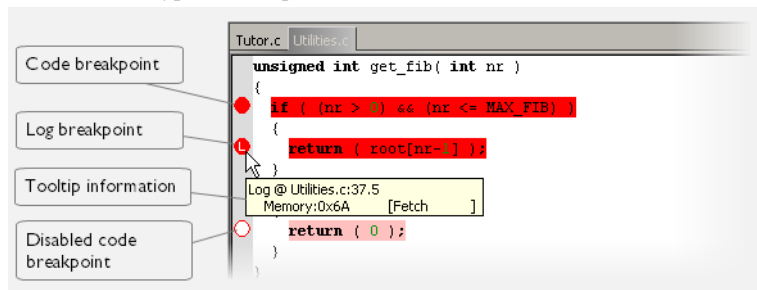 Tutor.c Utilities.c
Code breakpoint
unsigned int get_fib( int nr )
{
if ( (nr > 0) && (nr <= MAX_FIB) )
{
Log breakpoint
L
return ( root[nr-1] );
}
Tooltip information
Log @ Utilities.c:37.5
Memory:0x6A [Fetch ]
Disabled code
breakpoint
return ( 0 );
}
}